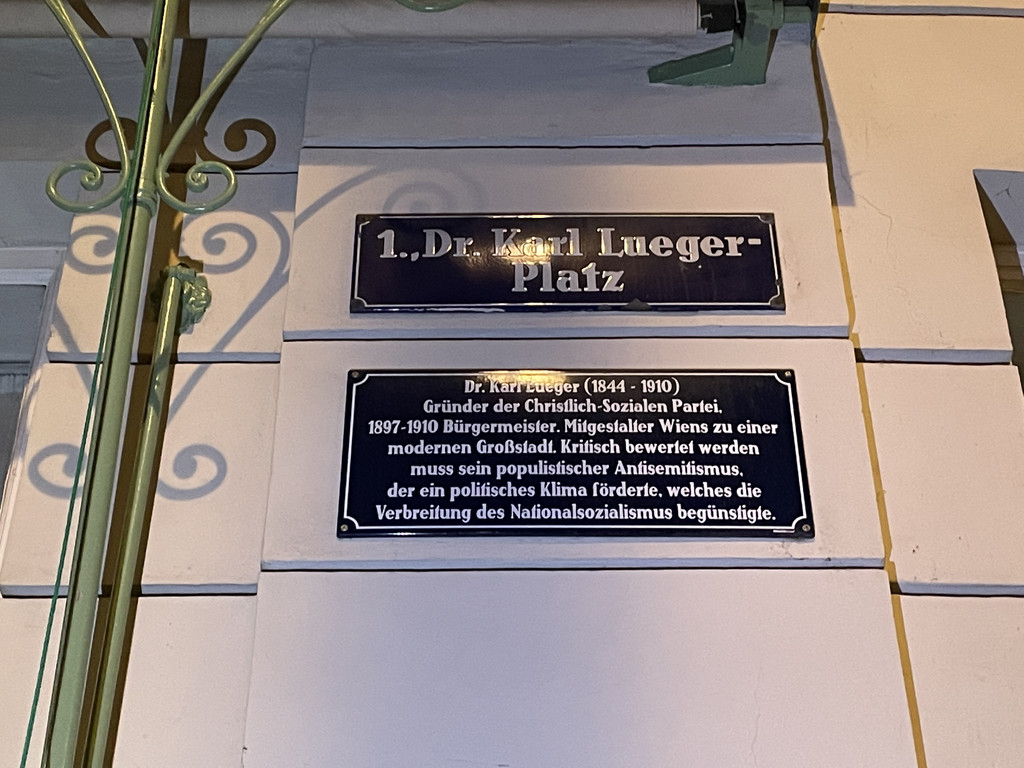 1., Dr. Karl Lueger-
Platz
Dr. Karl Lueger (1844 - 1910)
Gründer der Christlich-Sozialen Partei,
1897-1910 Bürgermeister. Mitgestalter Wiens zu einer
modernen Großstadt. Kritisch bewertet werden
muss sein populistischer Antisemitismus,
der ein politisches Klima förderte, welches die
Verbreitung des Nationalsozialismus begünstigte.